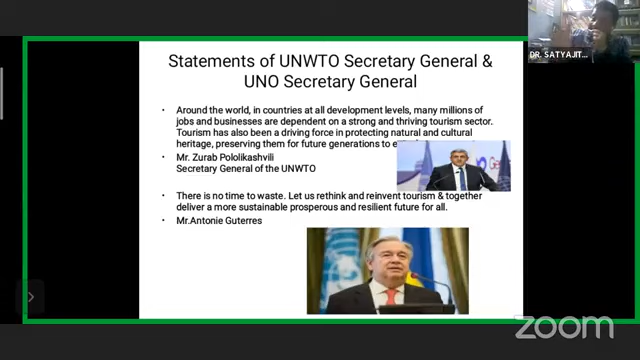 DR. SATYAJIT...
Statements of UNWTO Secretary General &
UNO Secretary General
• Around the world, in countries at all development levels, many millions of
jobs and businesses are dependent on a strong and thriving tourism sector.
Tourism has also been a driving force in protecting natural and cultural
heritage, preserving them for future generations to
• Mr. Zurab Pololikashvili
Secretary General of the UNWTO
• There is no time to waste. Let us rethink and reinvent tourism & together
deliver a more sustainable prosperous and resilient future for all.
• Mr.Antonie Guterres
zoom